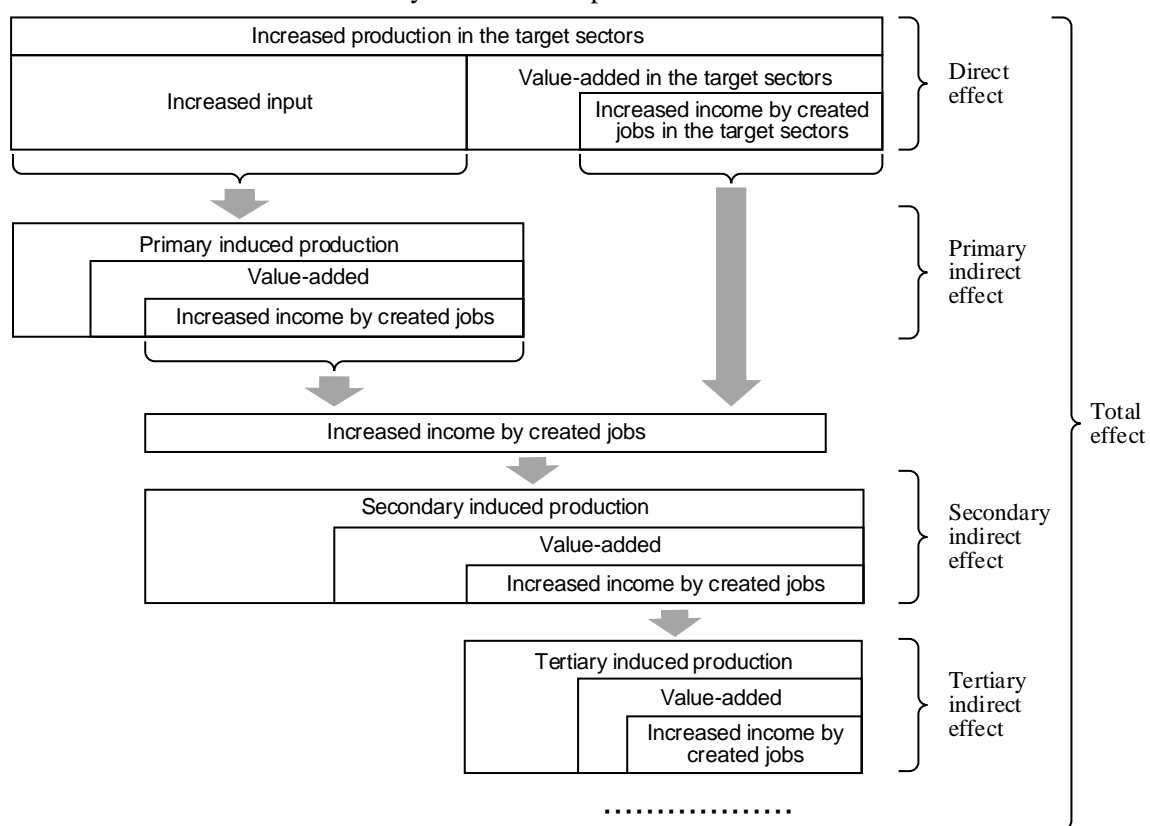 Increased production in the target sectors
Increased input
Value-added in the target sectors
Increased income by created
jobs in the target sectors
Direct
effect
Primary induced production
Value-added
Increased income by created jobs
Primary
indirect
effect
Increased income by created jobs
Total
effect
Secondary induced production
Value-added
Increased income by created jobs
Secondary
indirect
effect
Tertiary induced production
Value-added
Increased income by
created jobs
Tertiary
indirect
effect
..................